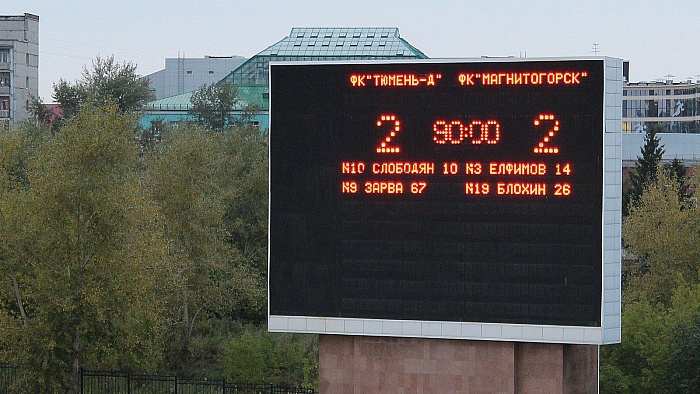 ФК"ТЮМЕНЬ-Д" ФК"МАГНИТОГОРСК"
2 90:00 2
N10 СЛОБОДЯН 10 N3 ЕЛФИМОВ 14
N9 ЗАРВА 67 N19 БЛОХИН 26